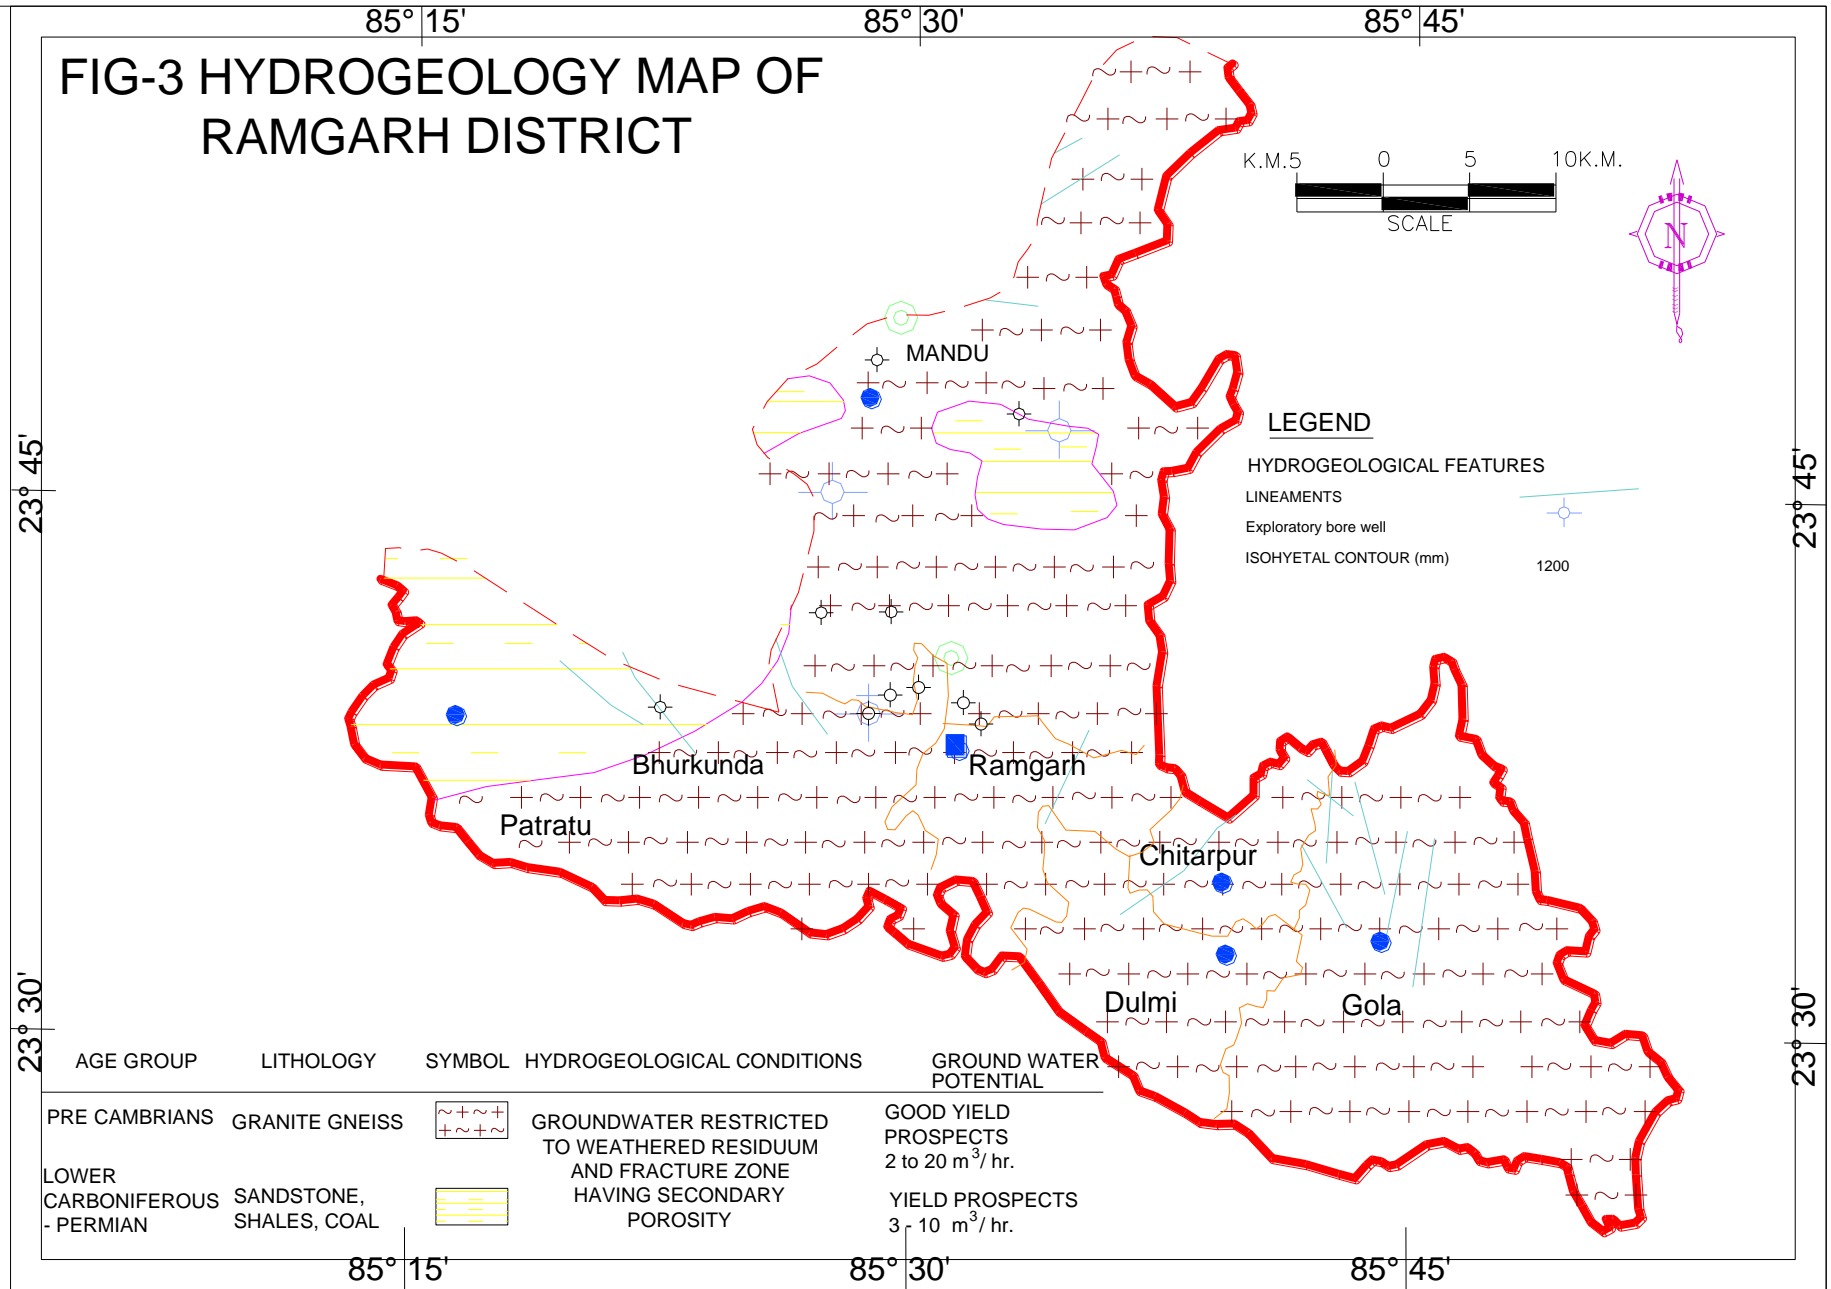 85° 15'
85° 30'
85° 45'
FIG-3 HYDROGEOLOGY MAP OF
RAMGARH DISTRICT
K.M.5 0 5 10K.M.
SCALE
N
MANDU
LEGEND
HYDROGEOLOGICAL FEATURES
LINEAMENTS
Exploratory bore well
ISOHYETAL CONTOUR (mm)
1200
23° 45'
23° 45'
Bhurkunda
Ramgarh
Patratu
Chitarpur
Dulmi
Gola
23° 30'
23° 30'
AGE GROUP LITHOLOGY SYMBOL HYDROGEOLOGICAL CONDITIONS GROUND WATER
POTENTIAL
PRE CAMBRIANS GRANITE GNEISS
GROUNDWATER RESTRICTED
TO WEATHERED RESIDUUM
AND FRACTURE ZONE
HAVING SECONDARY
POROSITY
GOOD YIELD
PROSPECTS
2 to 20 m³/ hr.
LOWER
CARBONIFEROUS
- PERMIAN
SANDSTONE,
SHALES, COAL
YIELD PROSPECTS
3 - 10 m³/ hr.
85° 15'
85° 30'
85° 45'